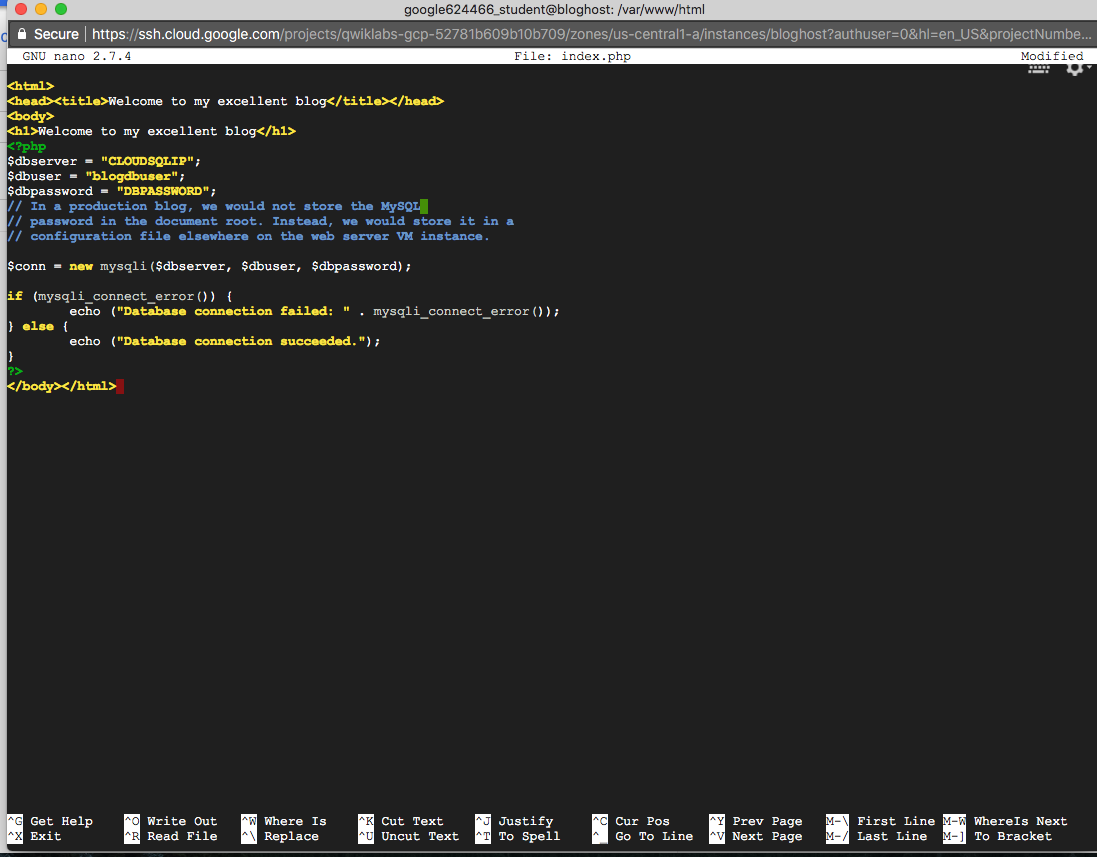 google624466_student@bloghost: /var/www/html
Secure | https://ssh.cloud.google.com/projects/qwiklabs-gcp-52781b609b10b709/zones/us-central1-a/instances/bloghost?authuser=0&hl=en_US&projectNumbe...
GNU nano 2.7.4 File: index.php Modified
<html>
<head><title>Welcome to my excellent blog</title></head>
<body>
<h1>Welcome to my excellent blog</h1>
<?php
$dbserver = "CLOUDSQLIP";
$dbuser = "blogdbuser";
$dbpassword = "DBPASSWORD";
// In a production blog, we would not store the MySQL
// password in the document root. Instead, we would store it in a
// configuration file elsewhere on the web server VM instance.
$conn = new mysqli($dbserver, $dbuser, $dbpassword);
if (mysqli_connect_error()) {
        echo ("Database connection failed: " . mysqli_connect_error());
} else {
        echo ("Database connection succeeded.");
}
?>
</body></html>
^G Get Help ^O Write Out ^W Where Is ^K Cut Text ^J Justify ^C Cur Pos ^Y Prev Page M-\ First Line M-W WhereIs Next
^X Exit ^R Read File ^\ Replace ^U Uncut Text ^T To Spell ^_ Go To Line ^V Next Page M-/ Last Line M-] To Bracket